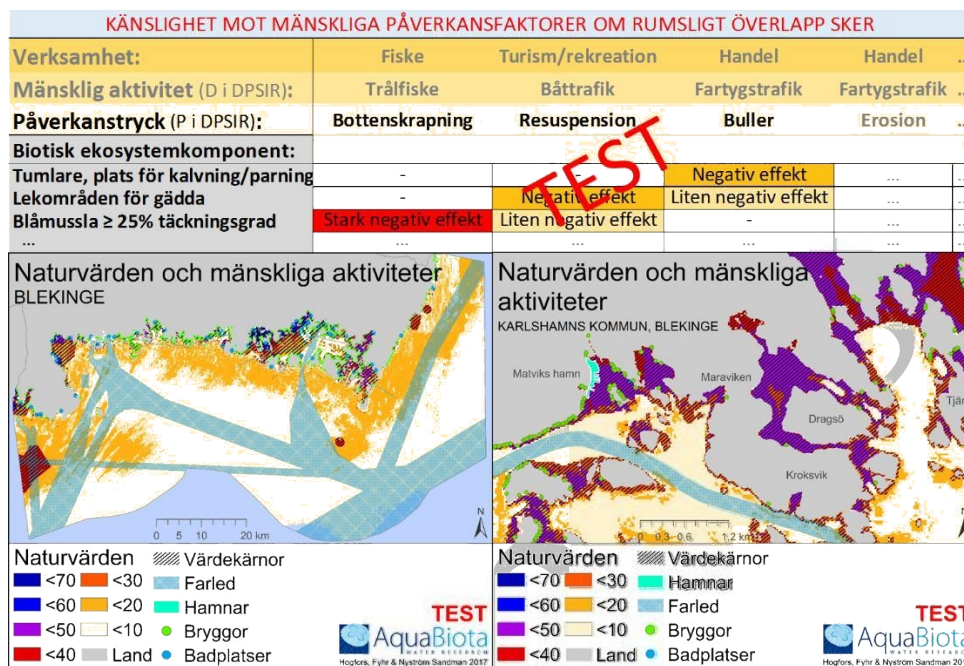 KÄNSLIGHET MOT MÄNSKLIGA PÅVERKANSFAKTORER OM RUMSLIGT ÖVERLAPP SKER
Verksamhet: Fiske Turism/rekreation Handel Handel ..
Mänsklig aktivitet (D i DPSIR): Trålfiske Båttrafik Fartygstrafik Fartygstrafik ..
Påverkanstryck (P i DPSIR): Bottenskrapning Resuspension Buller Erosion ..
Biotisk ekosystemkomponent:
Tumlare, plats för kalvning/parning - - Negativ effekt ... ..
Lekområden för gädda - Negativ effekt Liten negativ effekt ... ..
Blåmussla ≥ 25% täckningsgrad Stark negativ effekt Liten negativ effekt - ... ..
... ... ... ... ... ..
TEST
Naturvärden och mänskliga aktiviteter
BLEKINGE
N
0 5 10 20 km
Naturvärden
<70 <30
<60 <20
<50 <10
<40 Land
Värdekärnor
Farled
Hamnar
Bryggor
Badplatser
TEST
AquaBiota
WATER RESEARCH
Hogfors, Fyhr & Nyström Sandman 2017
Naturvärden och mänskliga
aktiviteter
KARLSHAMNS KOMMUN, BLEKINGE
Matviks hamn
Maraviken
Dragsö
Tjär
Kroksvik
N
0 0,3 0,6 1,2 km
Naturvärden
<70 <30
<60 <20
<50 <10
<40 Land
Värdekärnor
Hamnar
Farled
Bryggor
Badplatser
TEST
AquaBiota
WATER RESEARCH
Hogfors, Fyhr & Nyström Sandman 2017